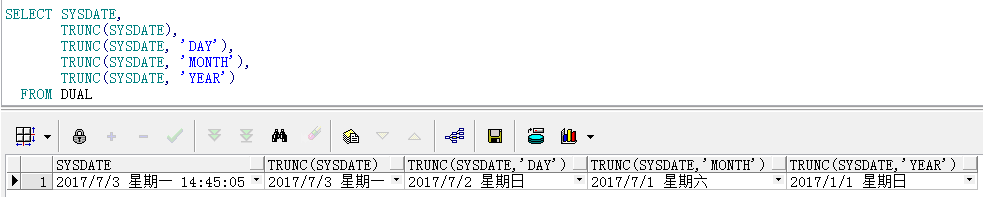 SELECT SYSDATE,
TRUNC(SYSDATE),
TRUNC(SYSDATE, 'DAY'),
TRUNC(SYSDATE, 'MONTH'),
TRUNC(SYSDATE, 'YEAR')
FROM DUAL
SYSDATE TRUNC(SYSDATE) TRUNC(SYSDATE,'DAY') TRUNC(SYSDATE,'MONTH') TRUNC(SYSDATE,'YEAR')
1 2017/7/3 星期一 14:45:05 2017/7/3 星期一 2017/7/2 星期日 2017/7/1 星期六 2017/1/1 星期日